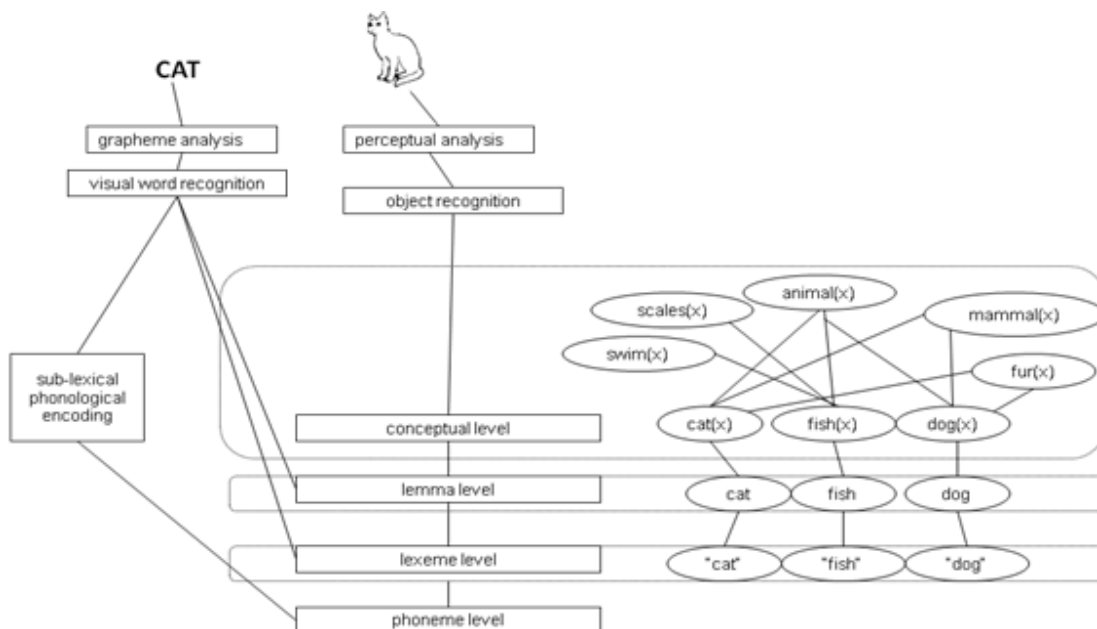 CAT
grapheme analysis
perceptual analysis
visual word recognition
object recognition
animal(x)
scales(x)
mammal(x)
swim(x)
fur(x)
sub-lexical
phonological
encoding
conceptual level
cat(x)
fish(x)
dog(x)
lemma level
cat
fish
dog
lexeme level
"cat"
"fish"
"dog"
phoneme level